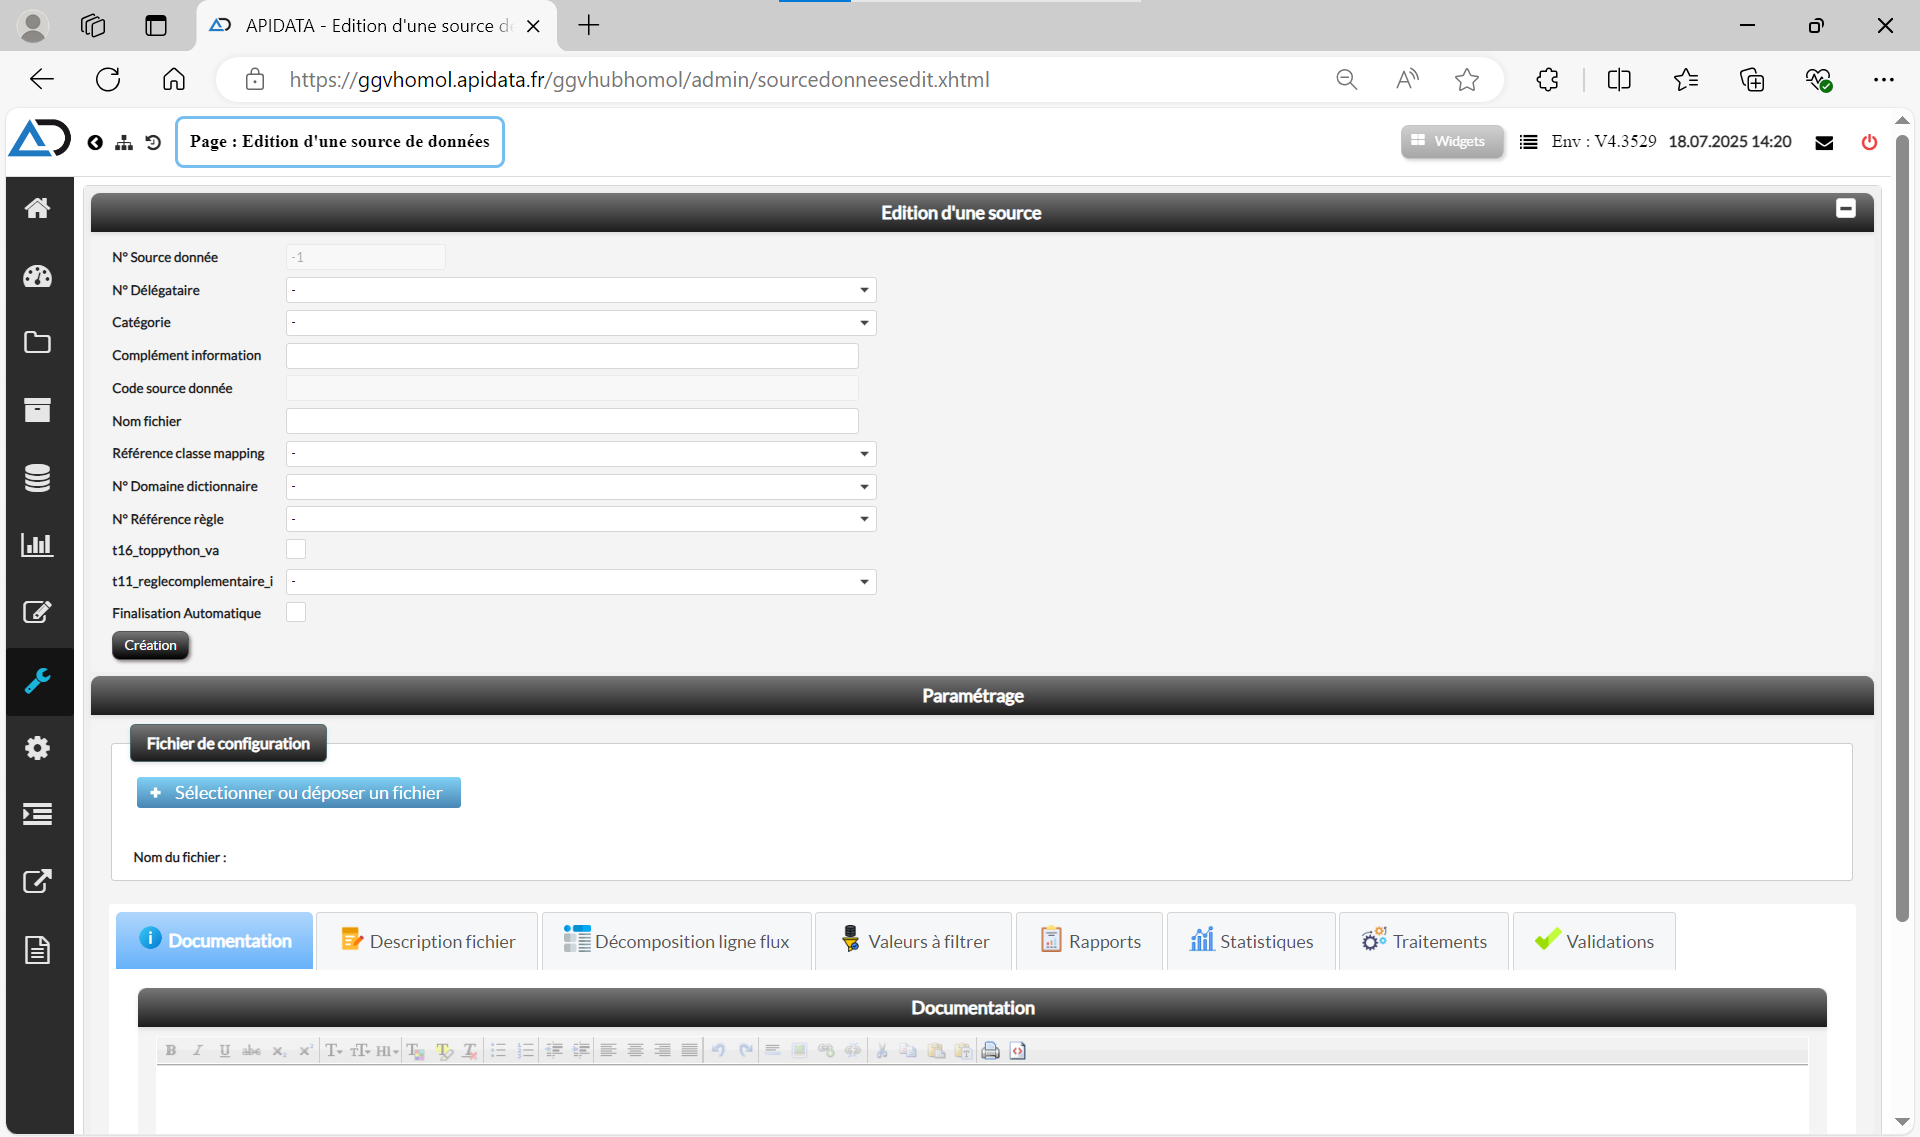 APIDATA - Edition d'une source d
https://ggvhomol.apidata.fr/ggvhubhomol/admin/sourcedonneesedit.xhtml
Page : Edition d'une source de données
Widgets
Env : V4.3529 18.07.2025 14:20
Edition d'une source
N° Source donnée -1
N° Délégataire -
Catégorie -
Complément information
Code source donnée
Nom fichier
Référence classe mapping -
N° Domaine dictionnaire -
N° Référence règle -
t16_toppython_va
t11_reglecomplementaire_i -
Finalisation Automatique
Création
Paramétrage
Fichier de configuration
+ Sélectionner ou déposer un fichier
Nom du fichier :
Documentation Description fichier Décomposition ligne flux Valeurs à filtrer Rapports Statistiques Traitements Validations
Documentation